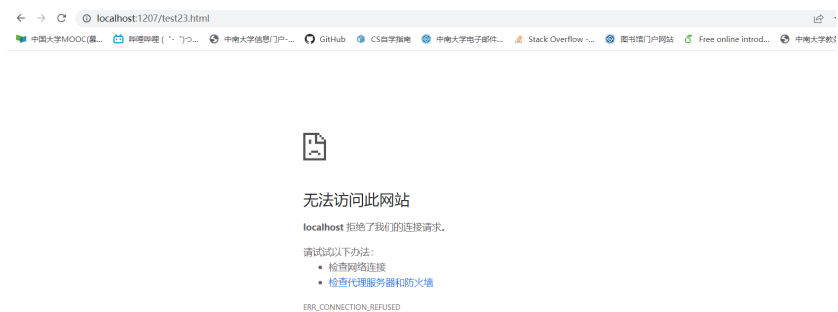 localhost:1207/test23.html
中国大学MOOC(慕... 哔哩哔哩 ( ゜- ゜)つ... 中南大学信息门户-... GitHub CS自学指南 中南大学电子邮件... Stack Overflow -... 图书馆门户网站 Free online introd... 中南大学教务
无法访问此网站
localhost 拒绝了我们的连接请求。
请试试以下办法：
检查网络连接
检查代理服务器和防火墙
ERR_CONNECTION_REFUSED